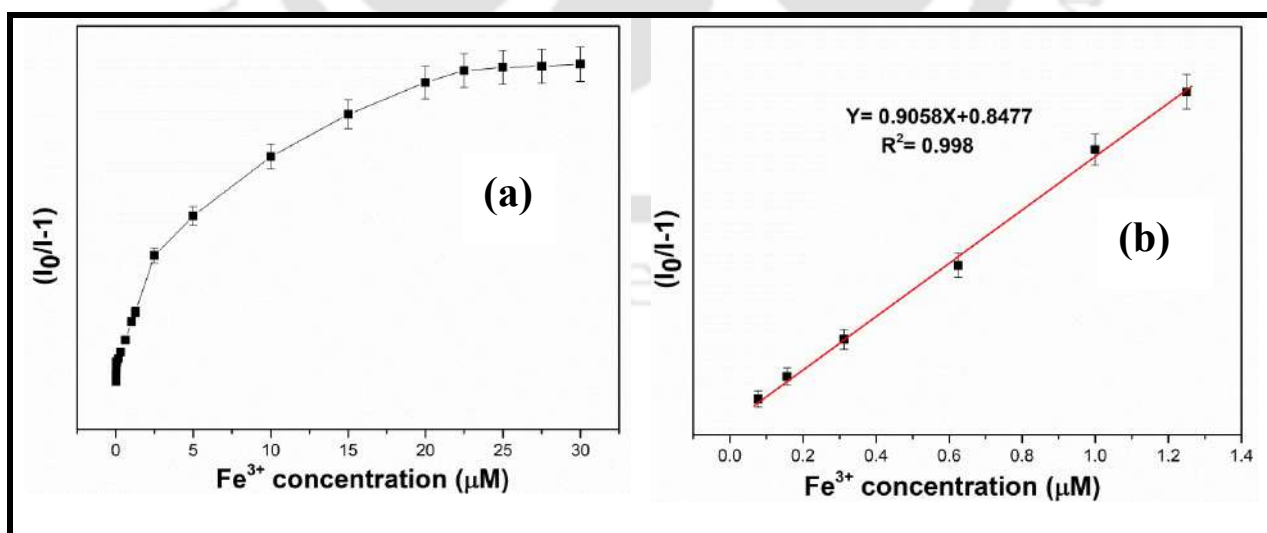 (I₀/I-1)
(a)
0 5 10 15 20 25 30
Fe³⁺ concentration (μM)
(I₀/I-1)
Y= 0.9058X+0.8477
R²= 0.998
(b)
0.0 0.2 0.4 0.6 0.8 1.0 1.2 1.4
Fe³⁺ concentration (μM)